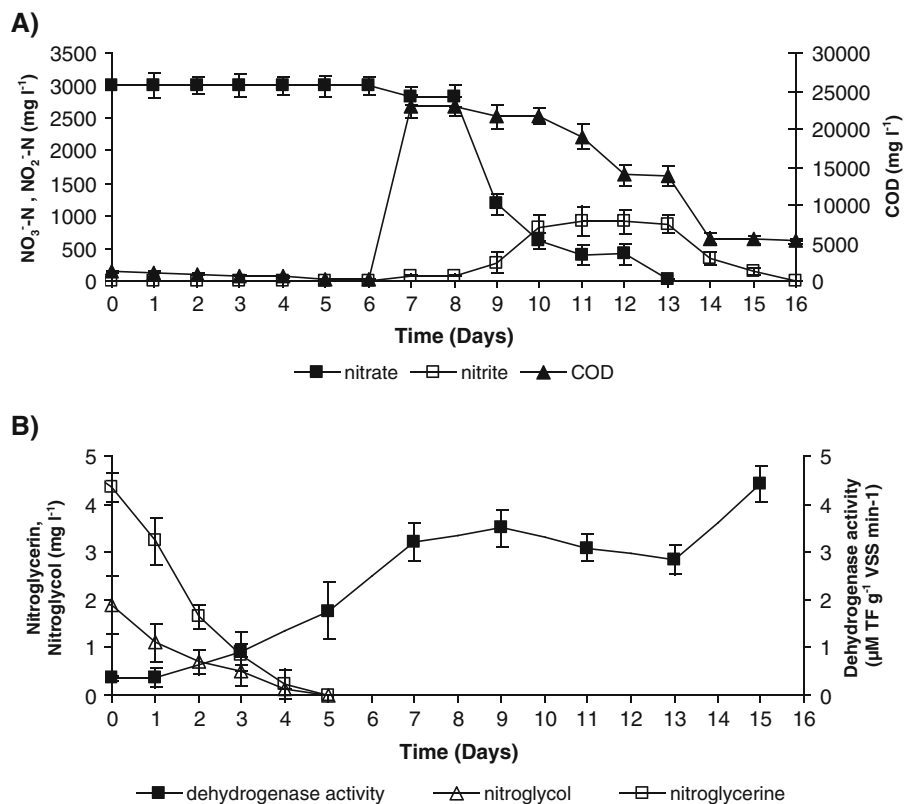 A)
3500
3000
2500
2000
1500
1000
500
0
NO₃⁻-N , NO₂⁻-N (mg l⁻¹)
30000
25000
20000
15000
10000
5000
0
COD (mg l⁻¹)
0 1 2 3 4 5 6 7 8 9 10 11 12 13 14 15 16
Time (Days)
nitrate nitrite COD
B)
5
4
3
2
1
0
Nitroglycerin,
Nitroglycol (mg l⁻¹)
5
4
3
2
1
0
Dehydrogenase activity
(µM TF g⁻¹ VSS min-1)
0 1 2 3 4 5 6 7 8 9 10 11 12 13 14 15 16
Time (Days)
dehydrogenase activity nitroglycol nitroglycerine